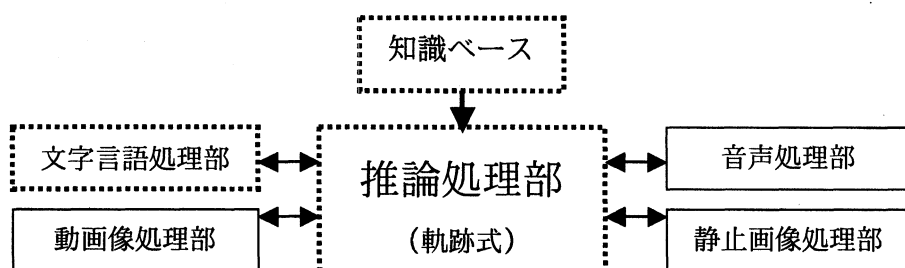 知識ベース
文字言語処理部
推論処理部
音声処理部
動画像処理部
(軌跡式)
静止画像処理部